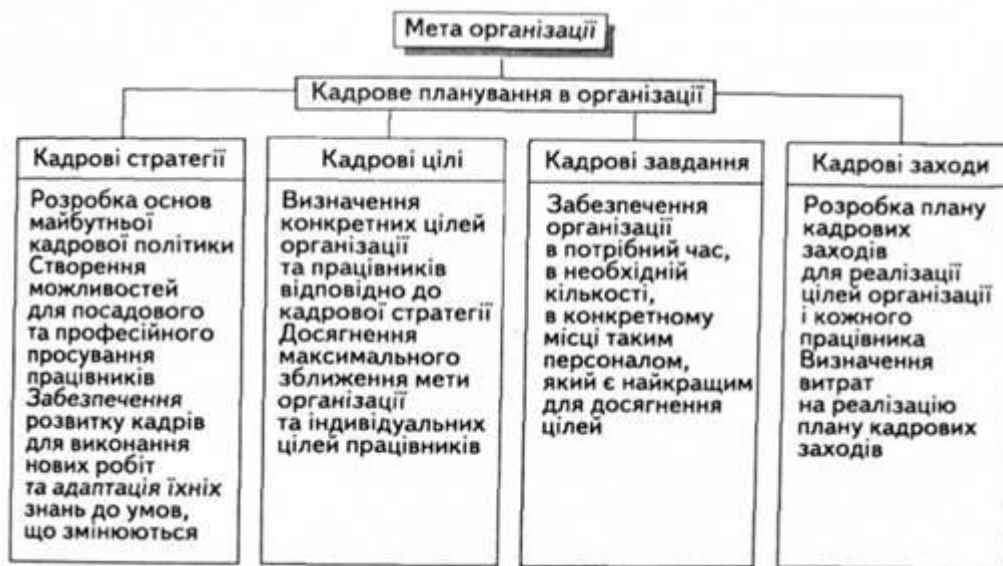 Мета організації
Кадрове планування в організації
Кадрові стратегії
Розробка основ
майбутньої
кадрової політики
Створення
можливостей
для посадового
та професійного
просування
працівників
Забезпечення
розвитку кадрів
для виконання
нових робіт
та адаптація їхніх
знань до умов,
що змінюються
Кадрові цілі
Визначення
конкретних цілей
організації
та працівників
відповідно до
кадрової стратегії
Досягнення
максимального
зближення мети
організації
та індивідуальних
цілей працівників
Кадрові завдання
Забезпечення
організації
в потрібний час,
в необхідній
кількості,
в конкретному
місці таким
персоналом,
який є найкращим
для досягнення
цілей
Кадрові заходи
Розробка плану
кадрових
заходів
для реалізації
цілей організації
і кожного
працівника
Визначення
витрат
на реалізацію
плану кадрових
заходів